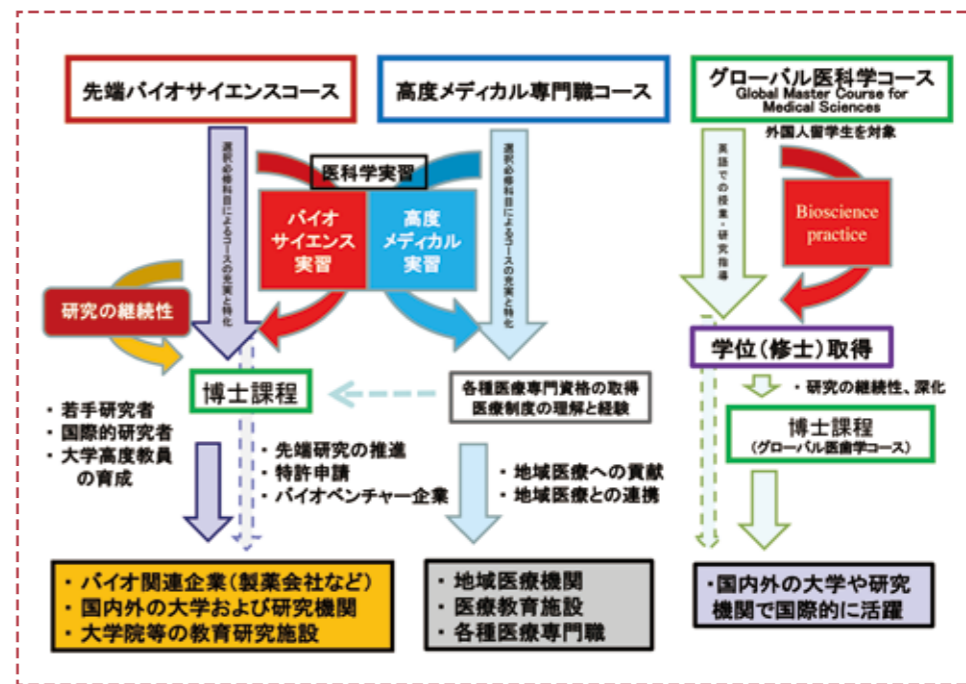 先端バイオサイエンスコース
高度メディカル専門職コース
グローバル医科学コース
Global Master Course for
Medical Sciences
外国人留学生を対象
選択必修科目によるコースの充実と特化
医科学実習
バイオ
サイエンス
実習
高度
メディカル
実習
選択必修科目によるコースの充実と特化
英語での授業・研究指導
Bioscience
practice
研究の継続性
学位(修士)取得
博士課程
各種医療専門資格の取得
医療制度の理解と経験
・研究の継続性、深化
博士課程
(グローバル医歯学コース)
・若手研究者
・国際的研究者
・大学高度教員
の育成
・先端研究の推進
・特許申請
・バイオベンチャー企業
・地域医療への貢献
・地域医療との連携
・バイオ関連企業(製薬会社など)
・国内外の大学および研究機関
・大学院等の教育研究施設
・地域医療機関
・医療教育施設
・各種医療専門職
・国内外の大学や研究
機関で国際的に活躍